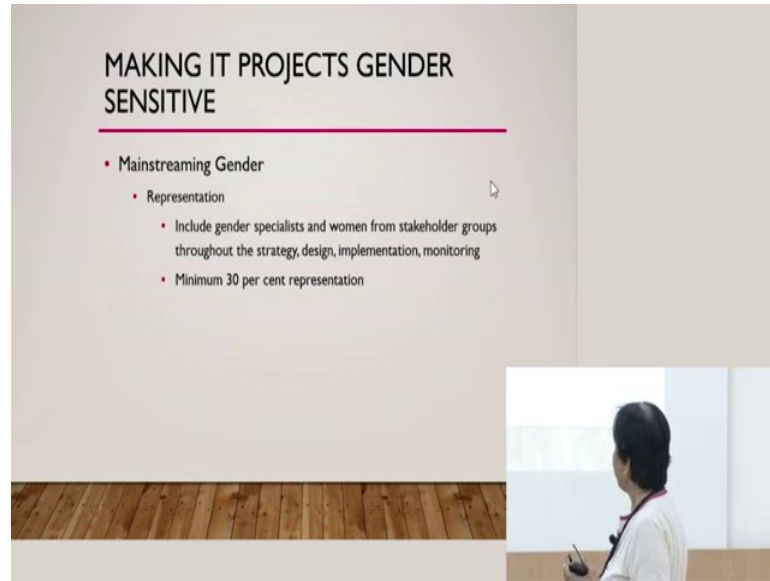 MAKING IT PROJECTS GENDER
SENSITIVE
• Mainstreaming Gender
• Representation
• Include gender specialists and women from stakeholder groups
throughout the strategy, design, implementation, monitoring
• Minimum 30 per cent representation